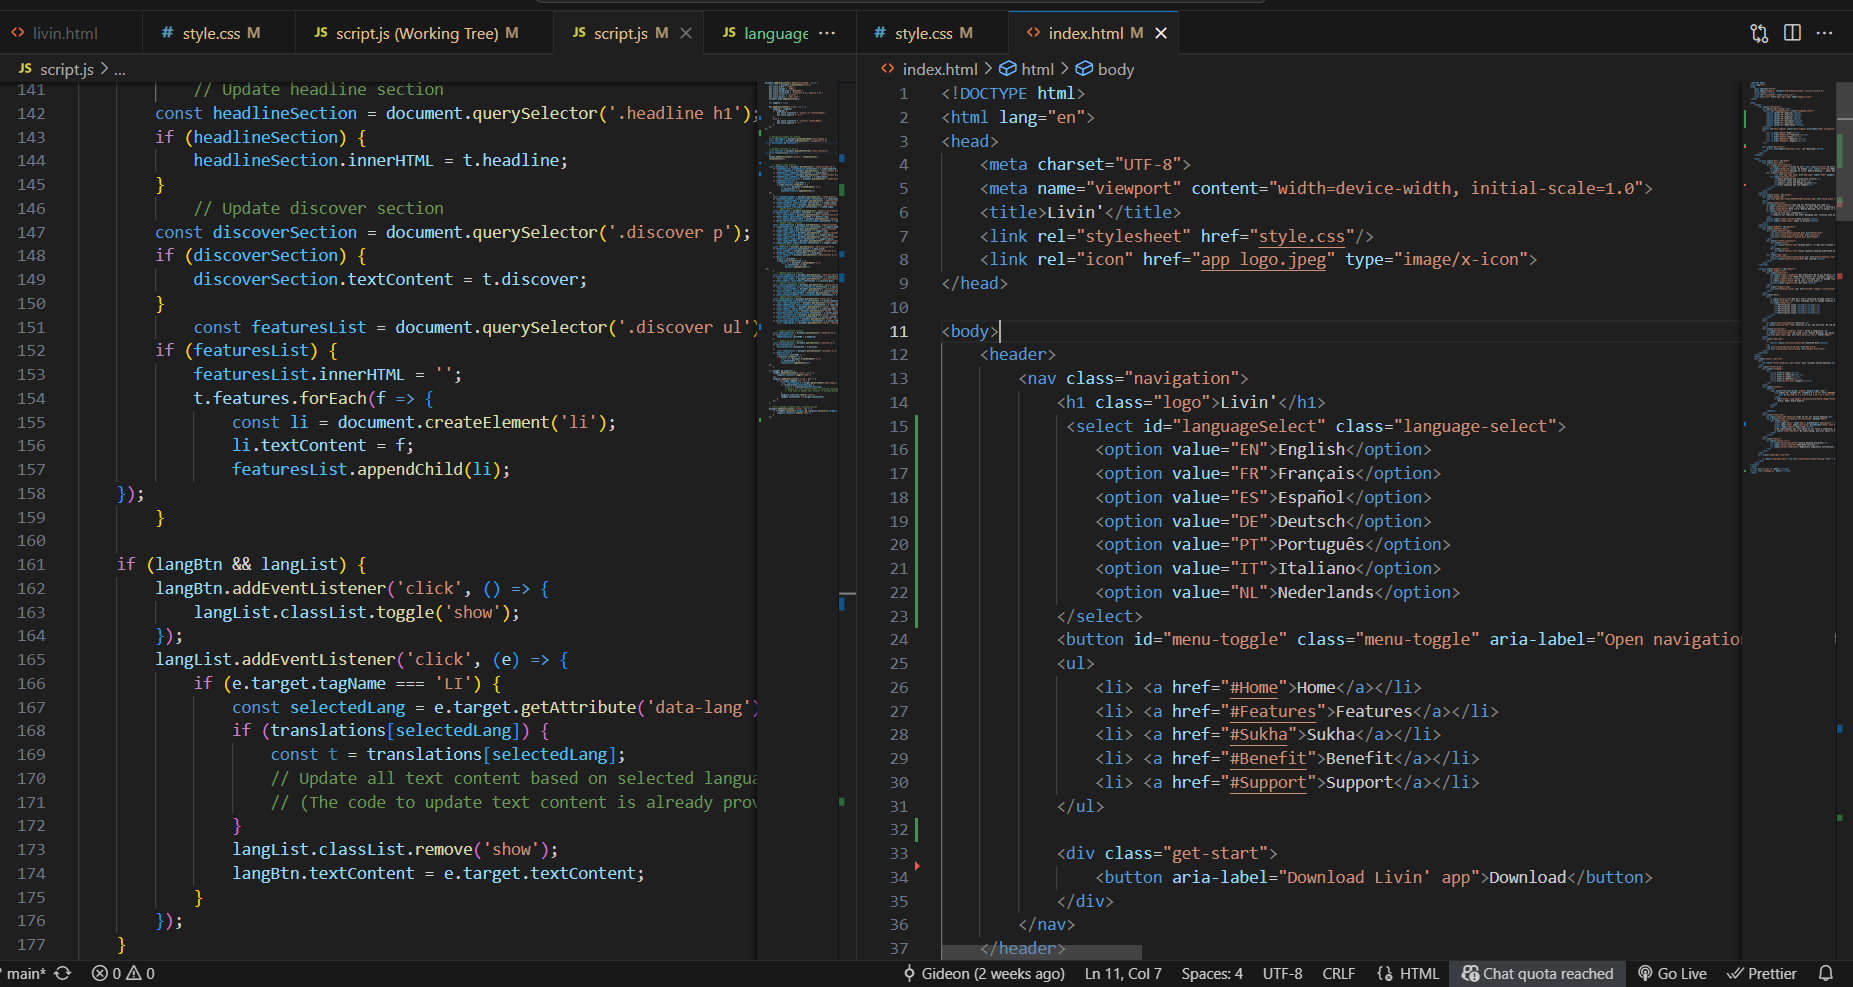 livin.html
style.css M
script.js (Working Tree) M
script.js M
language
style.css M
index.html M
script.js > ...
141 // Update headline section
142 const headlineSection = document.querySelector('.headline h1');
143 if (headlineSection) {
144 headlineSection.innerHTML = t.headline;
145 }
146 // Update discover section
147 const discoverSection = document.querySelector('.discover p');
148 if (discoverSection) {
149 discoverSection.textContent = t.discover;
150 }
151 const featuresList = document.querySelector('.discover ul')
152 if (featuresList) {
153 featuresList.innerHTML = '';
154 t.features.forEach(f => {
155 const li = document.createElement('li');
156 li.textContent = f;
157 featuresList.appendChild(li);
158 });
159 }
160
161 if (langBtn && langList) {
162 langBtn.addEventListener('click', () => {
163 langList.classList.toggle('show');
164 });
165 langList.addEventListener('click', (e) => {
166 if (e.target.tagName === 'LI') {
167 const selectedLang = e.target.getAttribute('data-lang')
168 if (translations[selectedLang]) {
169 const t = translations[selectedLang];
170 // Update all text content based on selected langua
171 // (The code to update text content is already prov
172 }
173 langList.classList.remove('show');
174 langBtn.textContent = e.target.textContent;
175 }
176 });
177 }
index.html > html > body
1 <!DOCTYPE html>
2 <html lang="en">
3 <head>
4 <meta charset="UTF-8">
5 <meta name="viewport" content="width=device-width, initial-scale=1.0">
6 <title>Livin'</title>
7 <link rel="stylesheet" href="style.css"/>
8 <link rel="icon" href="app logo.jpeg" type="image/x-icon">
9 </head>
10
11 <body>
12 <header>
13 <nav class="navigation">
14 <h1 class="logo">Livin'</h1>
15 <select id="languageSelect" class="language-select">
16 <option value="EN">English</option>
17 <option value="FR">Français</option>
18 <option value="ES">Español</option>
19 <option value="DE">Deutsch</option>
20 <option value="PT">Português</option>
21 <option value="IT">Italiano</option>
22 <option value="NL">Nederlands</option>
23 </select>
24 <button id="menu-toggle" class="menu-toggle" aria-label="Open navigatio
25 <ul>
26 <li> <a href="#Home">Home</a></li>
27 <li> <a href="#Features">Features</a></li>
28 <li> <a href="#Sukha">Sukha</a></li>
29 <li> <a href="#Benefit">Benefit</a></li>
30 <li> <a href="#Support">Support</a></li>
31 </ul>
32
33 <div class="get-start">
34 <button aria-label="Download Livin' app">Download</button>
35 </div>
36 </nav>
37 </header>
main* 0 0 Gideon (2 weeks ago) Ln 11, Col 7 Spaces: 4 UTF-8 CRLF HTML Chat quota reached Go Live Prettier